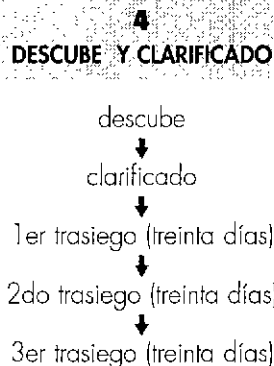 4
DESCUBE Y CLARIFICADO
descube
clarificado
1er trasiego (treinta días)
2do trasiego (treinta días)
3er trasiego (treinta días)